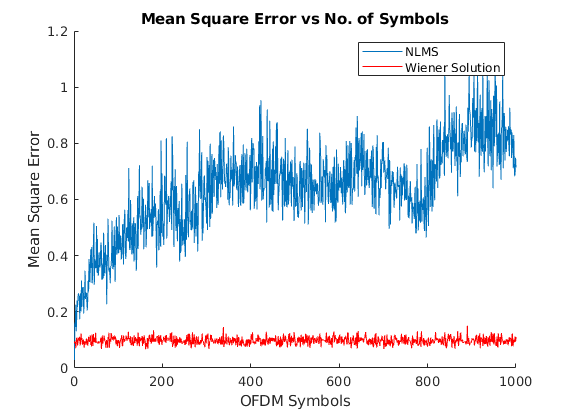 Mean Square Error vs No. of Symbols
NLMS
Wiener Solution
Mean Square Error
1.2
1
0.8
0.6
0.4
0.2
0
0
200
400
600
800
1000
OFDM Symbols